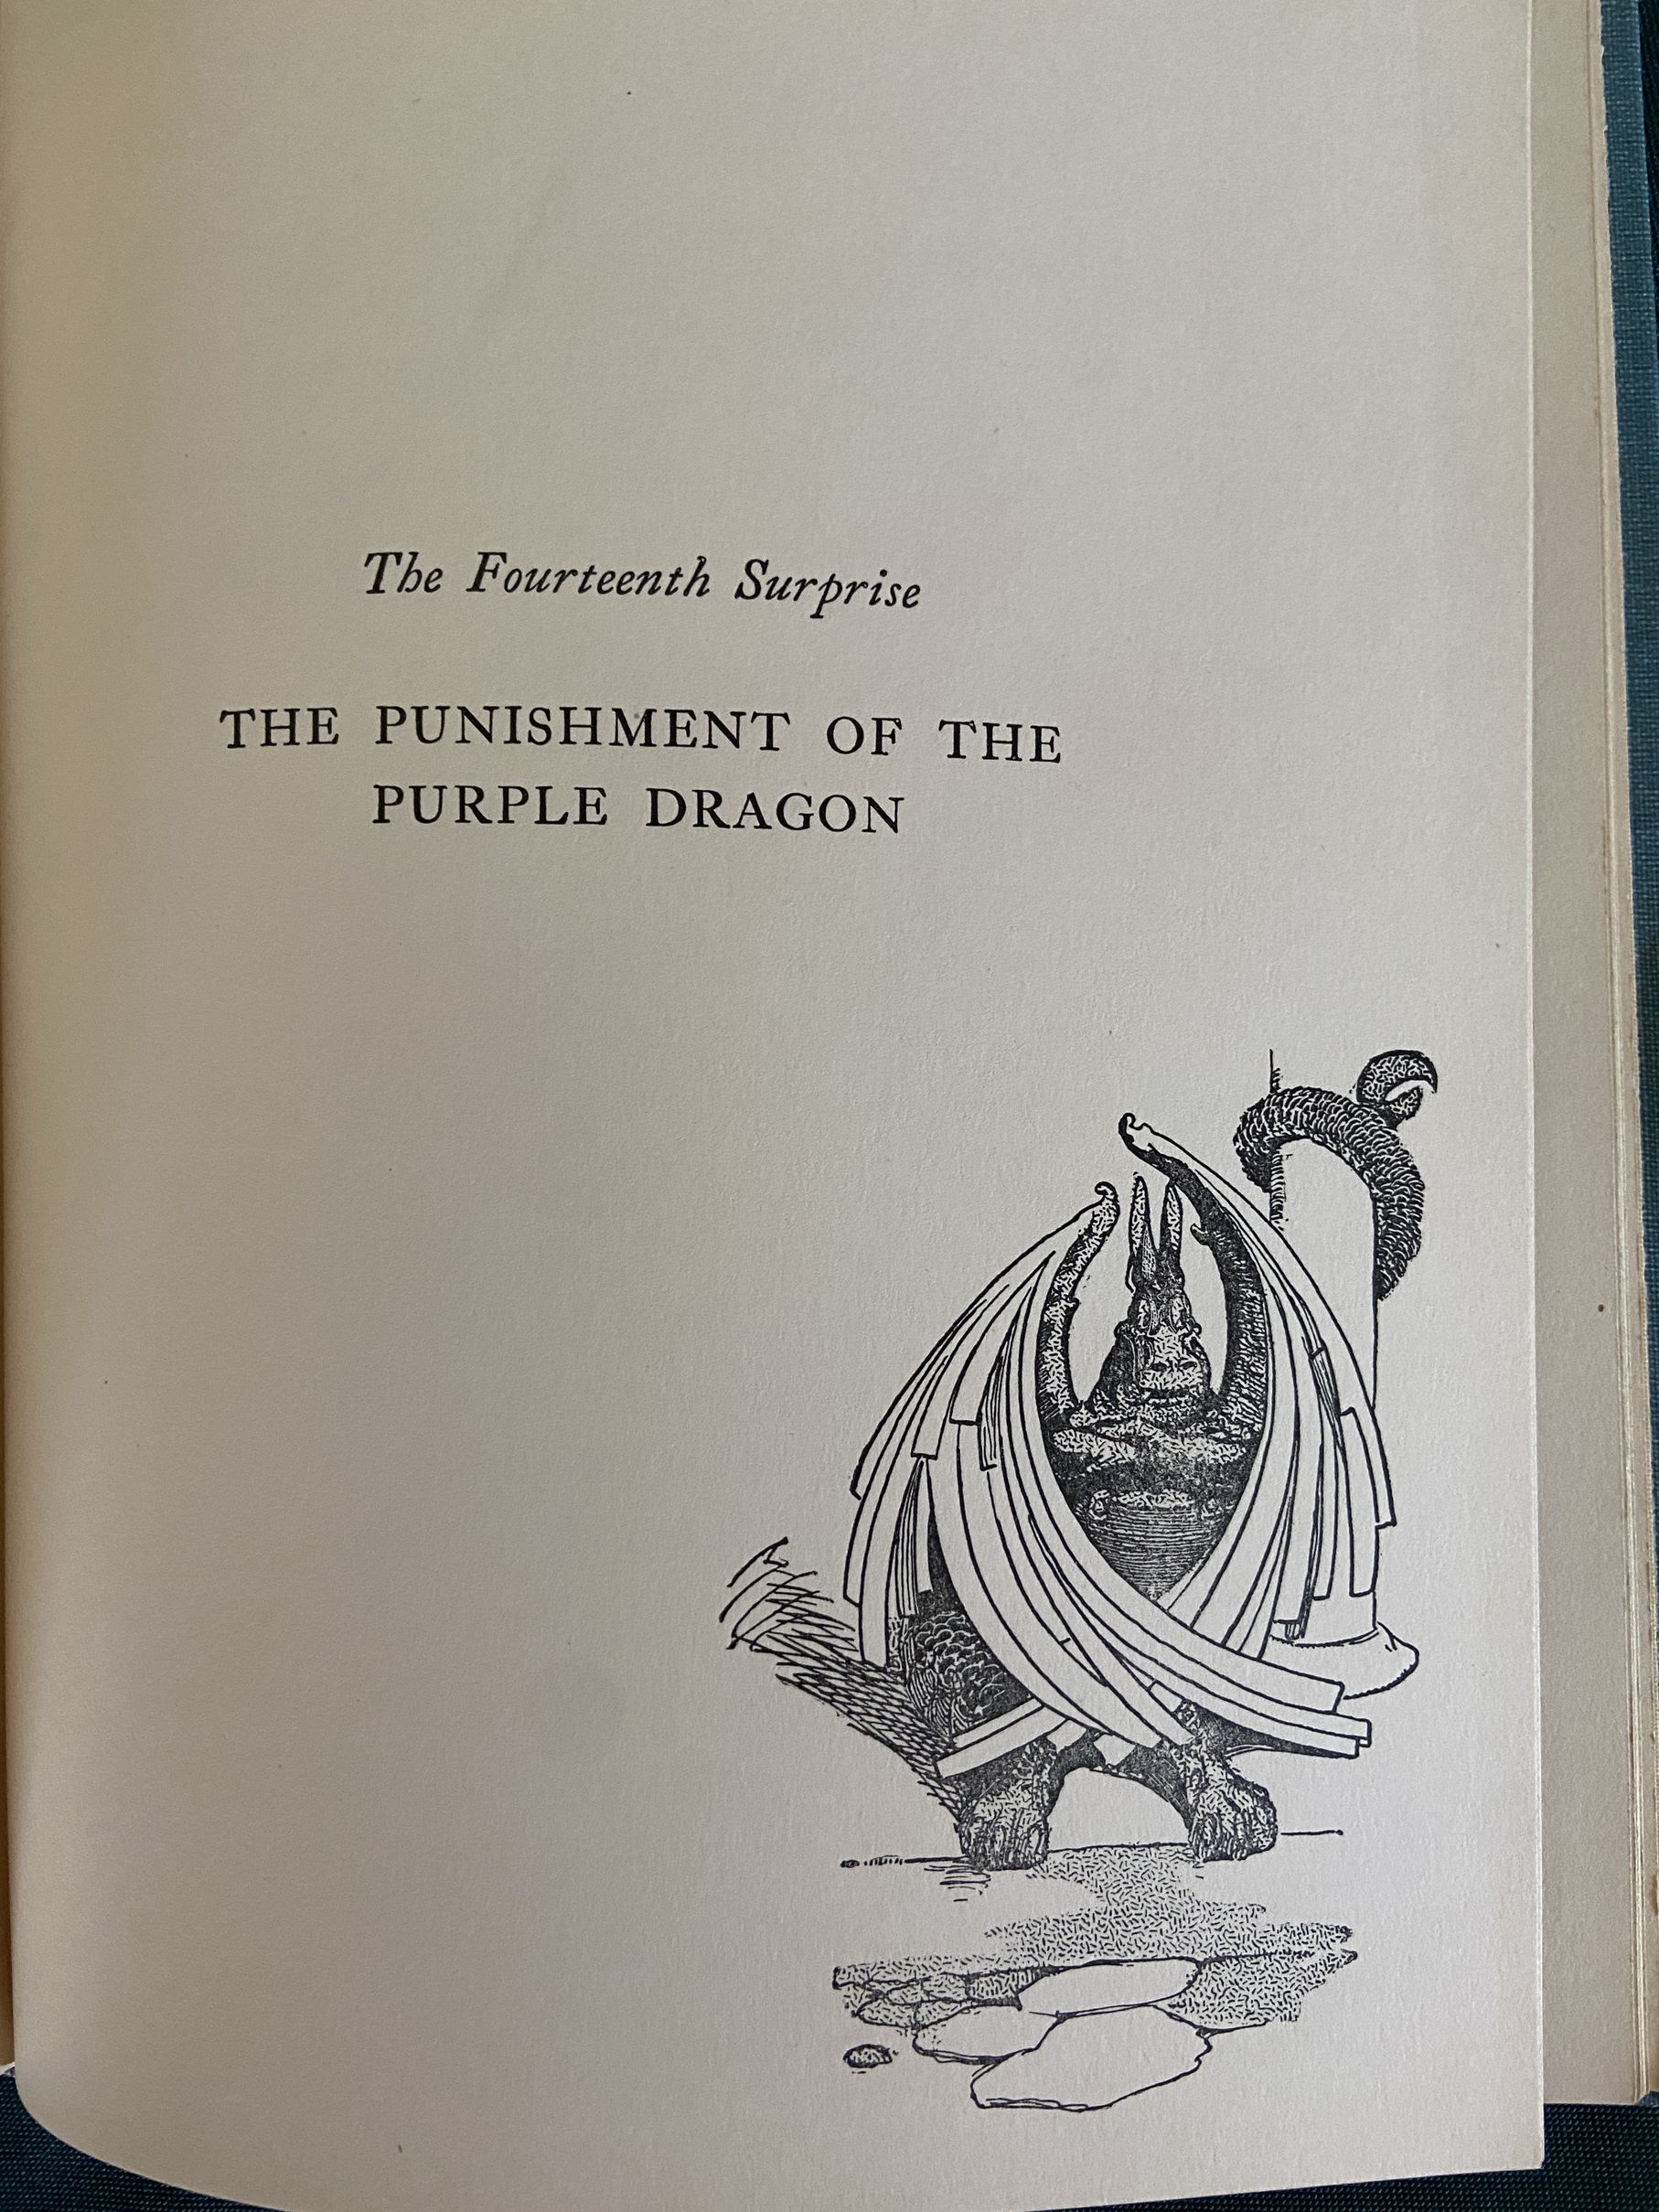 The Fourteenth Surprise
THE PUNISHMENT OF THE
PURPLE DRAGON